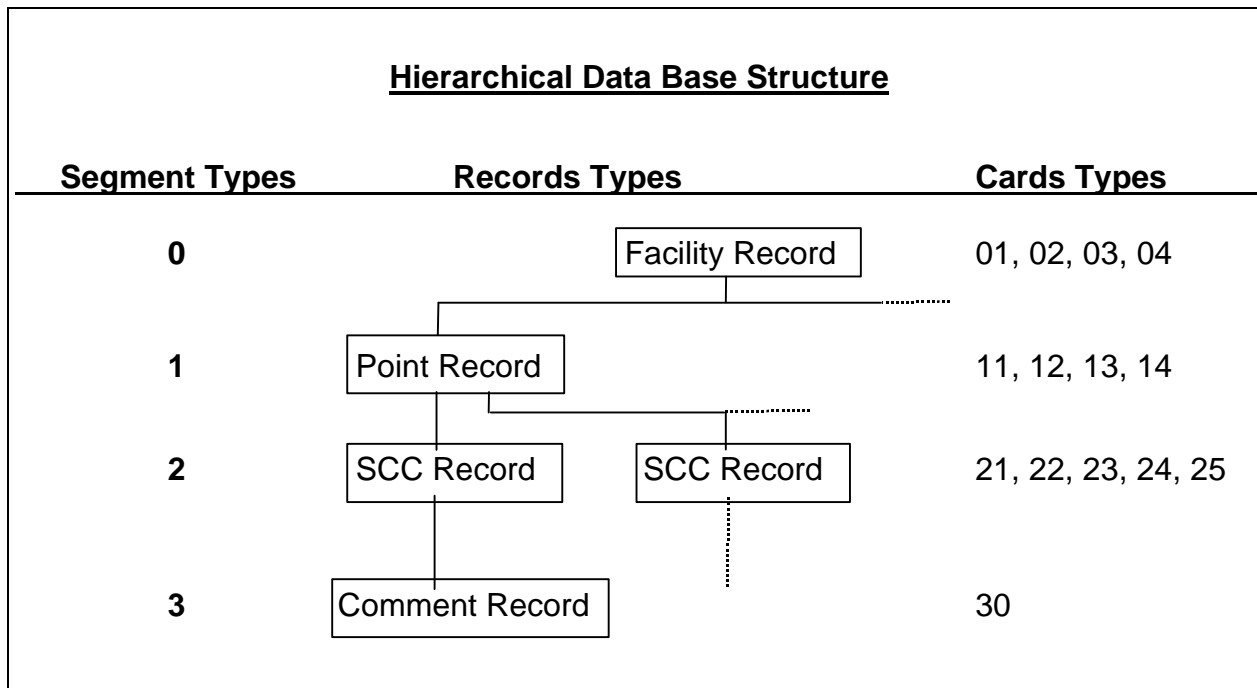 Hierarchical Data Base Structure
Segment Types Records Types Cards Types
0 Facility Record 01, 02, 03, 04
1 Point Record 11, 12, 13, 14
2 SCC Record SCC Record 21, 22, 23, 24, 25
3 Comment Record 30